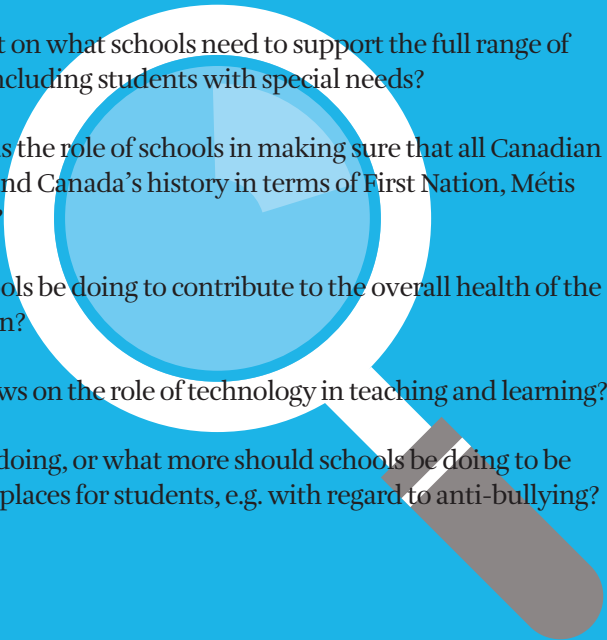 t on what schools need to support the full range of
ncluding students with special needs?
s the role of schools in making sure that all Canadian
nd Canada's history in terms of First Nation, Métis
?
ols be doing to contribute to the overall health of the
n?
ws on the role of technology in teaching and learning?
doing, or what more should schools be doing to be
places for students, e.g. with regard to anti-bullying?